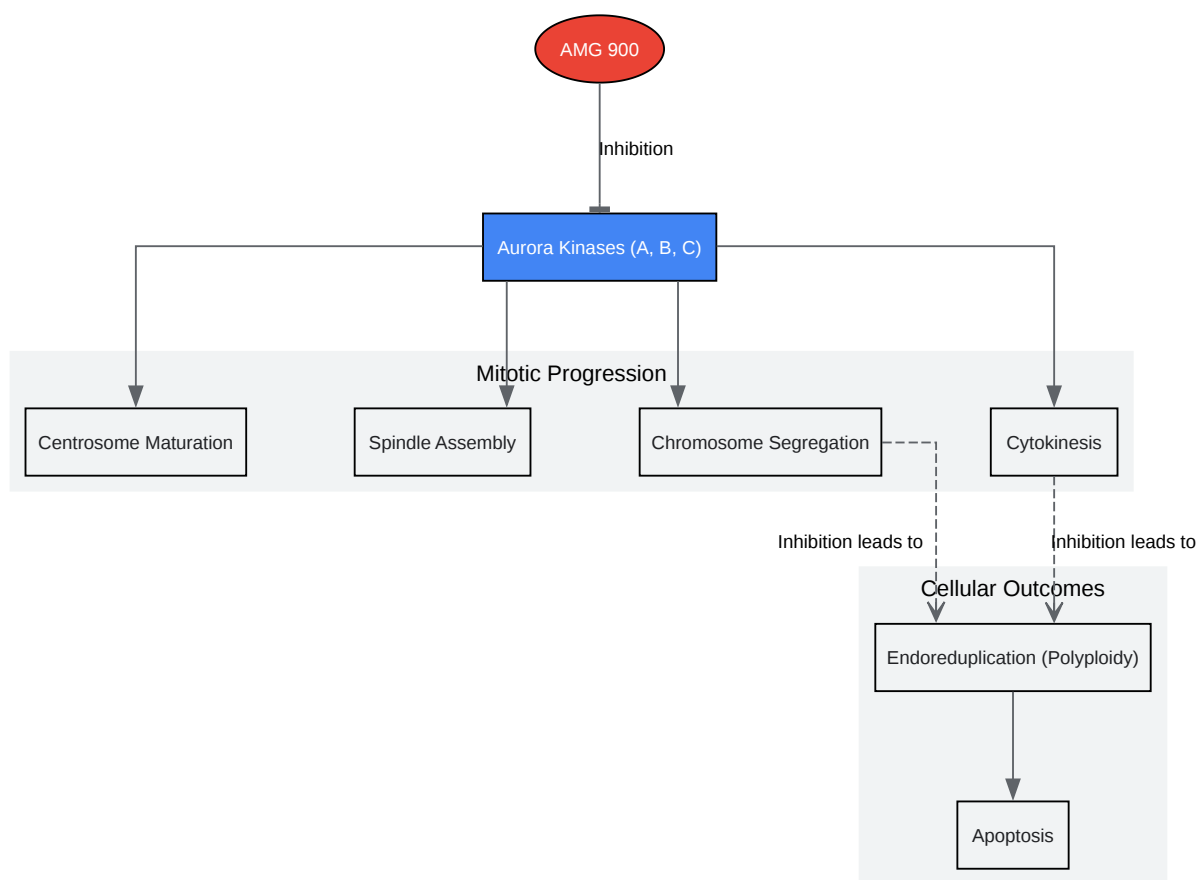 AMG 900
Inhibition
Aurora Kinases (A, B, C)
Mitotic Progression
Centrosome Maturation
Spindle Assembly
Chromosome Segregation
Cytokinesis
Inhibition leads to
Inhibition leads to
Cellular Outcomes
Endoreduplication (Polyploidy)
Apoptosis